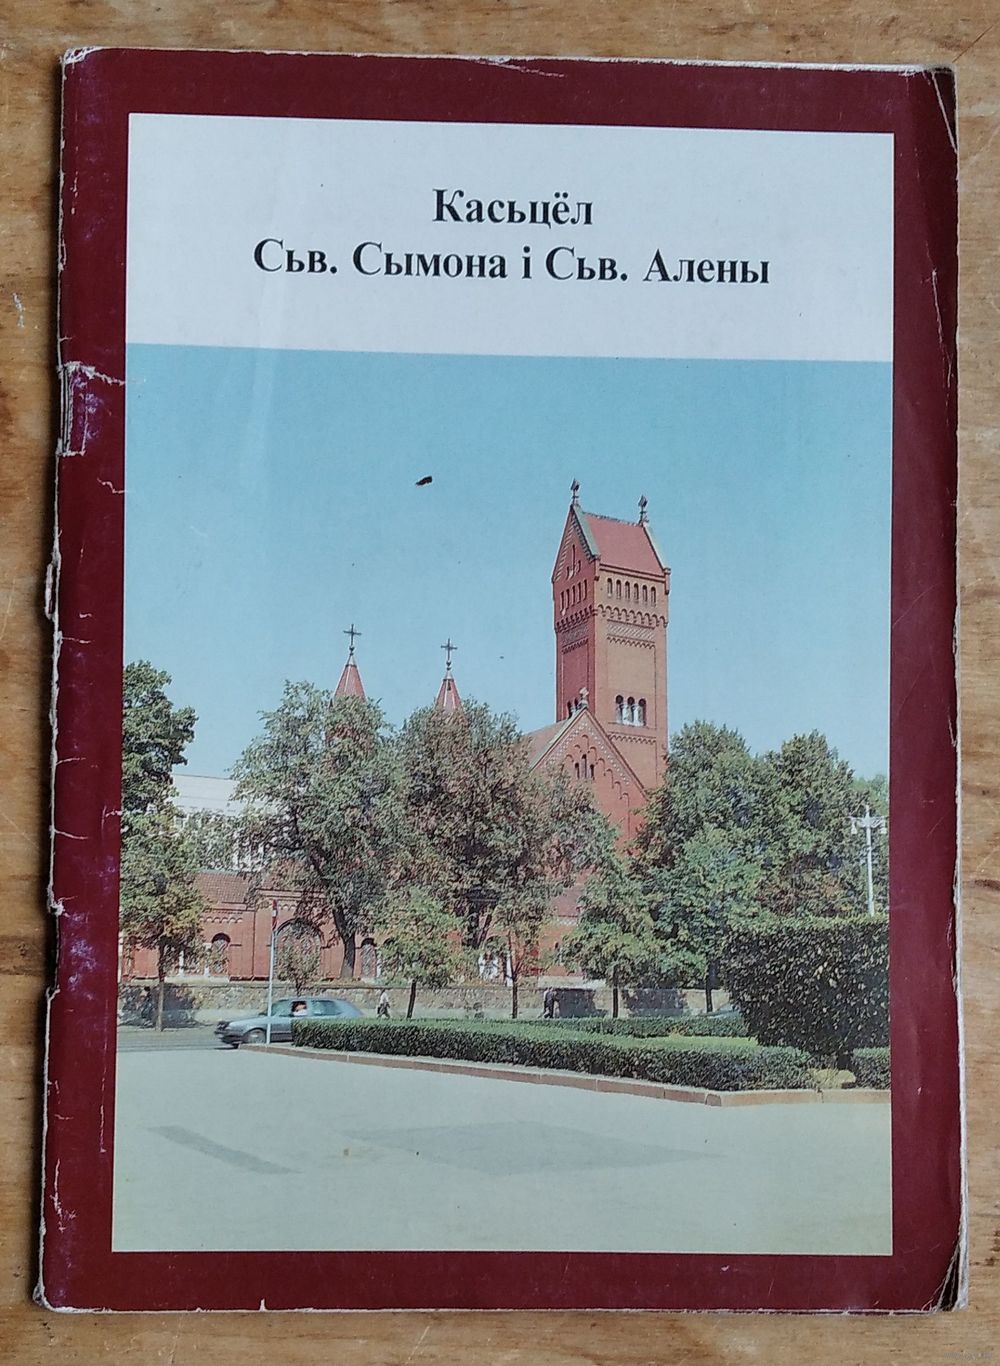 Касьцёл
Сьв. Сымона і Сьв. Алены